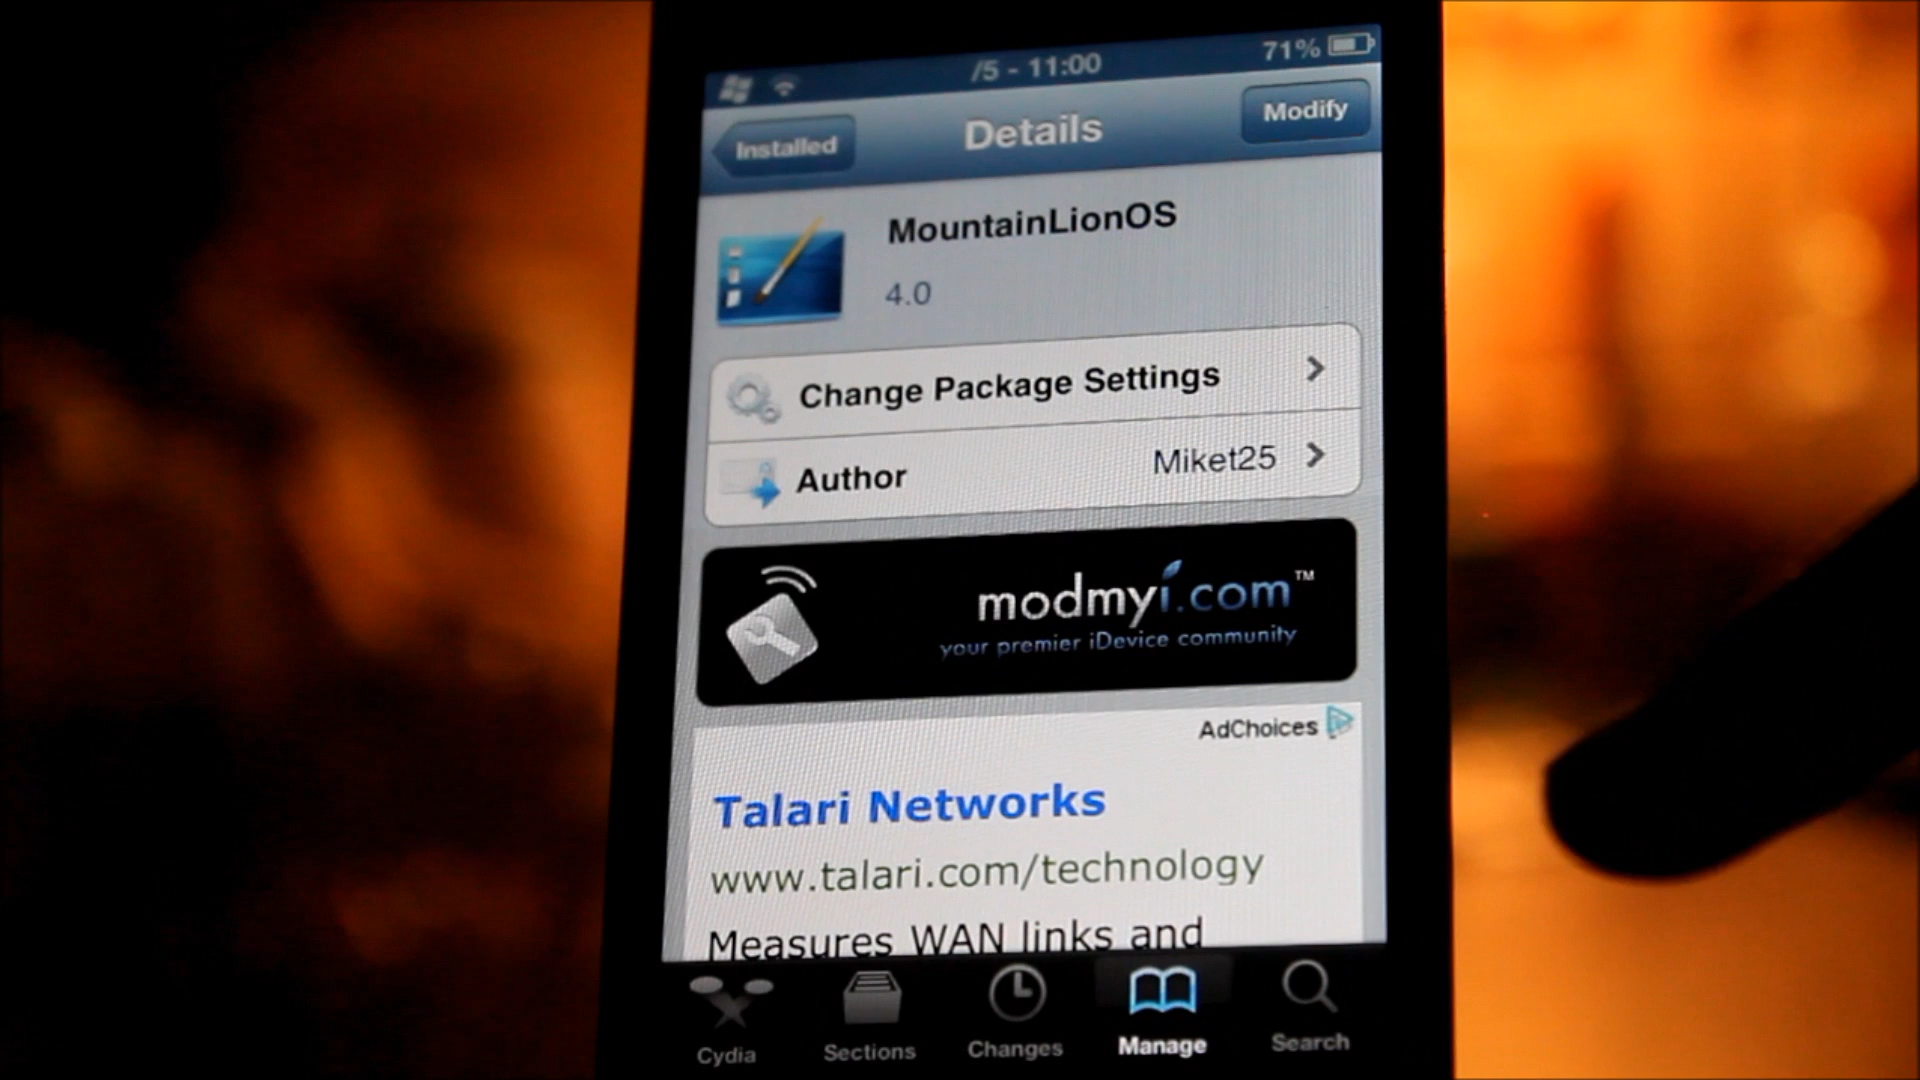 /5 - 11:00 71%
Installed Details Modify
MountainLionOS
4.0
Change Package Settings
Author Miket25
modmyi.com™
your premier iDevice community
AdChoices
Talari Networks
www.talari.com/technology
Measures WAN links and
Cydia Sections Changes Manage Search